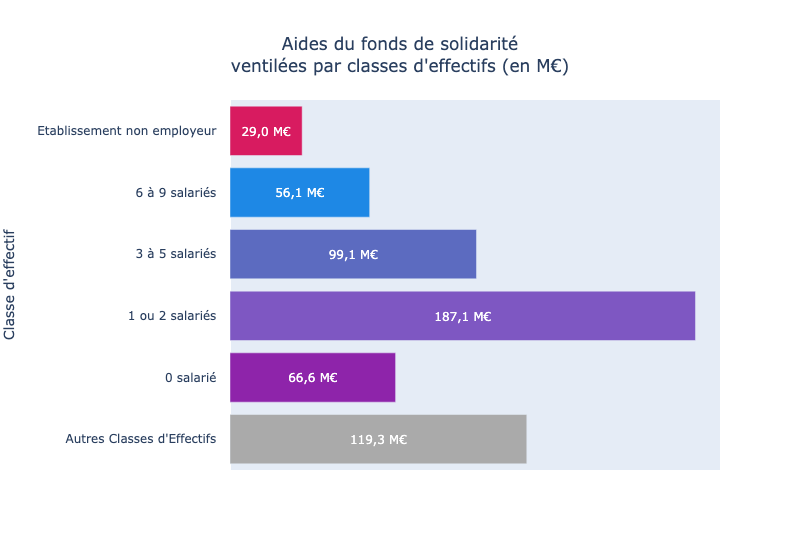 Aides du fonds de solidarité
ventilées par classes d'effectifs (en M€)
Classe d'effectif
Etablissement non employeur
29,0 M€
6 à 9 salariés
56,1 M€
3 à 5 salariés
99,1 M€
1 ou 2 salariés
187,1 M€
0 salarié
66,6 M€
Autres Classes d'Effectifs
119,3 M€